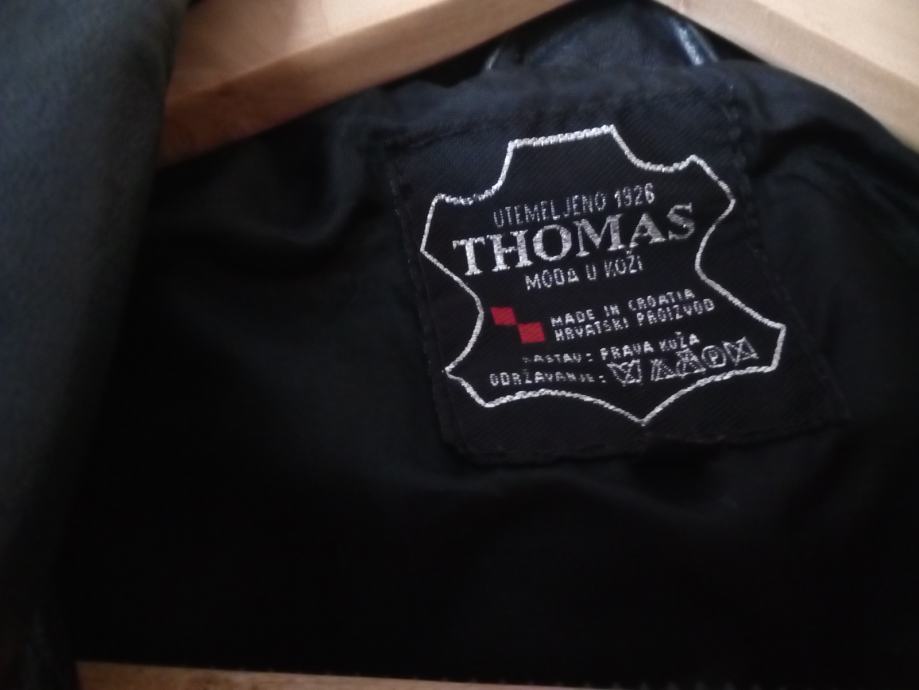 UTEMELJENO 1926
THOMAS
MODA U KOŽI
MADE IN CROATIA
HRVATSKI PROIZVOD
SASTAV: PRAVA KOŽA
ODRŽAVANJE: